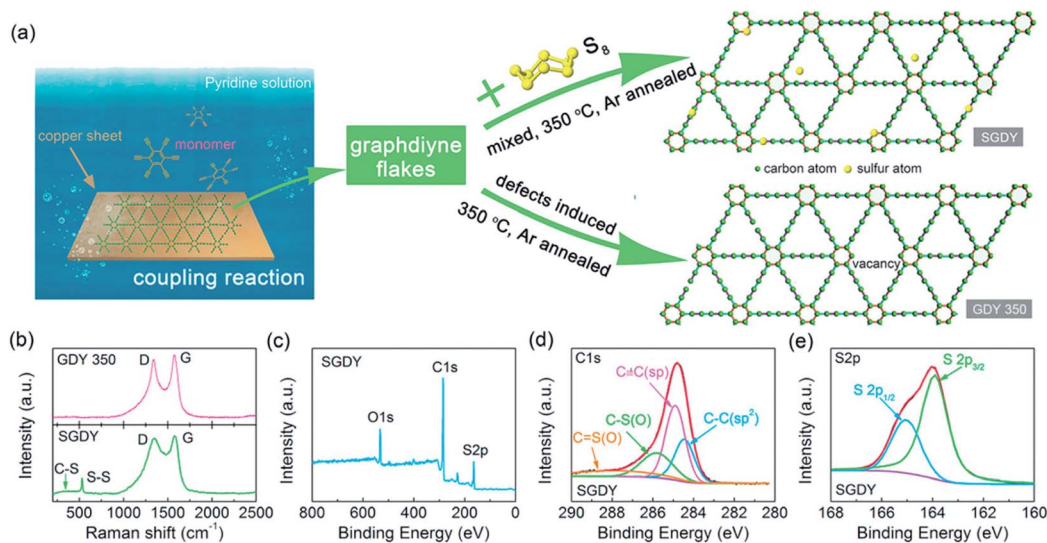 (a)
Pyridine solution
copper sheet
monomer
coupling reaction
graphdiyne
flakes
S8
mixed, 350 °C, Ar annealed
SGDY
carbon atom sulfur atom
defects induced
350 °C, Ar annealed
vacancy
GDY 350
(b)
GDY 350
D
G
SGDY
D
G
C-S
S-S
Intensity (a.u.)
500 1000 1500 2000 2500
Raman shift (cm-1)
(c)
SGDY
C1s
O1s
S2p
Intensity (a.u.)
800 600 400 200 0
Binding Energy (eV)
(d)
C1s
C≡C(sp)
C-S(O)
C-C(sp2)
C=S(O)
SGDY
Intensity (a.u.)
290 288 286 284 282 280
Binding Energy (eV)
(e)
S2p
S 2p3/2
S 2p1/2
SGDY
Intensity (a.u.)
168 166 164 162 160
Binding Energy (eV)